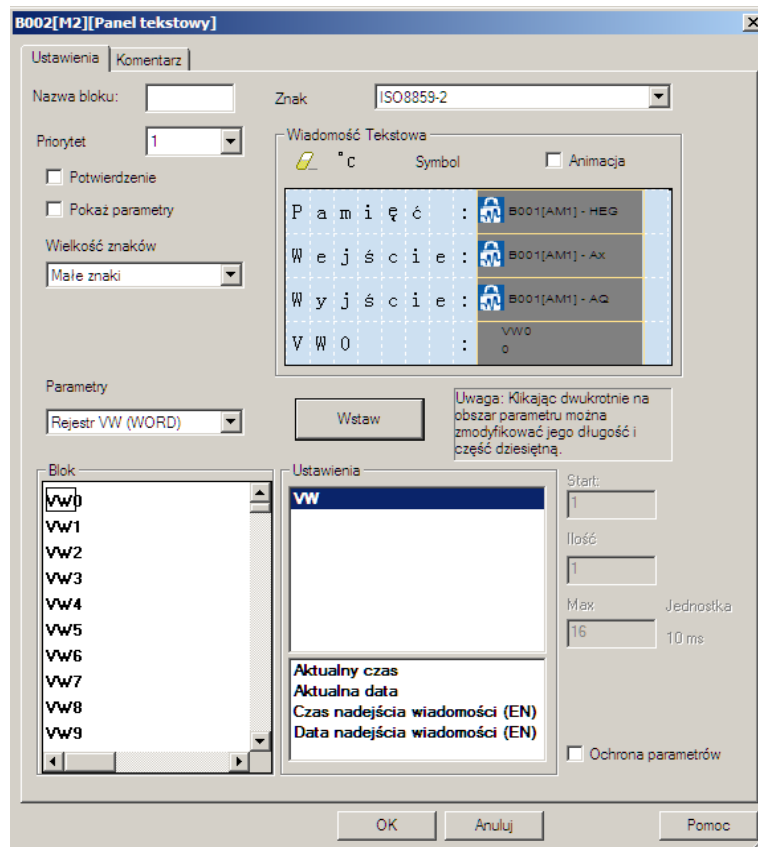 B002[M2][Panel tekstowy]
Ustawienia Komentarz
Nazwa bloku: Znak ISO8859-2
Priorytet 1
Wiadomość Tekstowa
°C Symbol Animacja
Potwierdzenie
Pokaż parametry
Pamięć : B001[AM1] - HEG
Wielkość znaków
Małe znaki
Wejście: B001[AM1] - Ax
Wyjście: B001[AM1] - AQ
VW0 : VW0
0
Parametry
Rejestr VW (WORD)
Wstaw
Uwaga: Klikając dwukrotnie na
obszar parametru można
zmodyfikować jego długość i
część dziesiętną.
Blok
VW0
VW1
VW2
VW3
VW4
VW5
VW6
VW7
VW8
VW9
Ustawienia
VW
Aktualny czas
Aktualna data
Czas nadejścia wiadomości (EN)
Data nadejścia wiadomości (EN)
Start:
1
Ilość
1
Max Jednostka
16 10 ms
Ochrona parametrów
OK Anuluj Pomoc